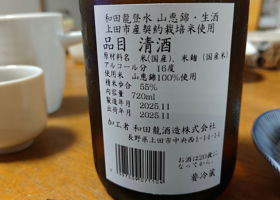 和田龍登水 山恵錦・生酒
上田市産契約栽培米使用
品目 清酒
原材料名 米(国産)、米麹(国産米)
アルコール分 16度
使用米 山恵錦100%使用
精米歩合 55%
内容量 720ml
製造年月 2025.11
出荷年月 2025.11
加工者 和田龍酒造株式会社
長野県上田市中央1-14-14
お酒は20歳に
なってから。
要冷蔵